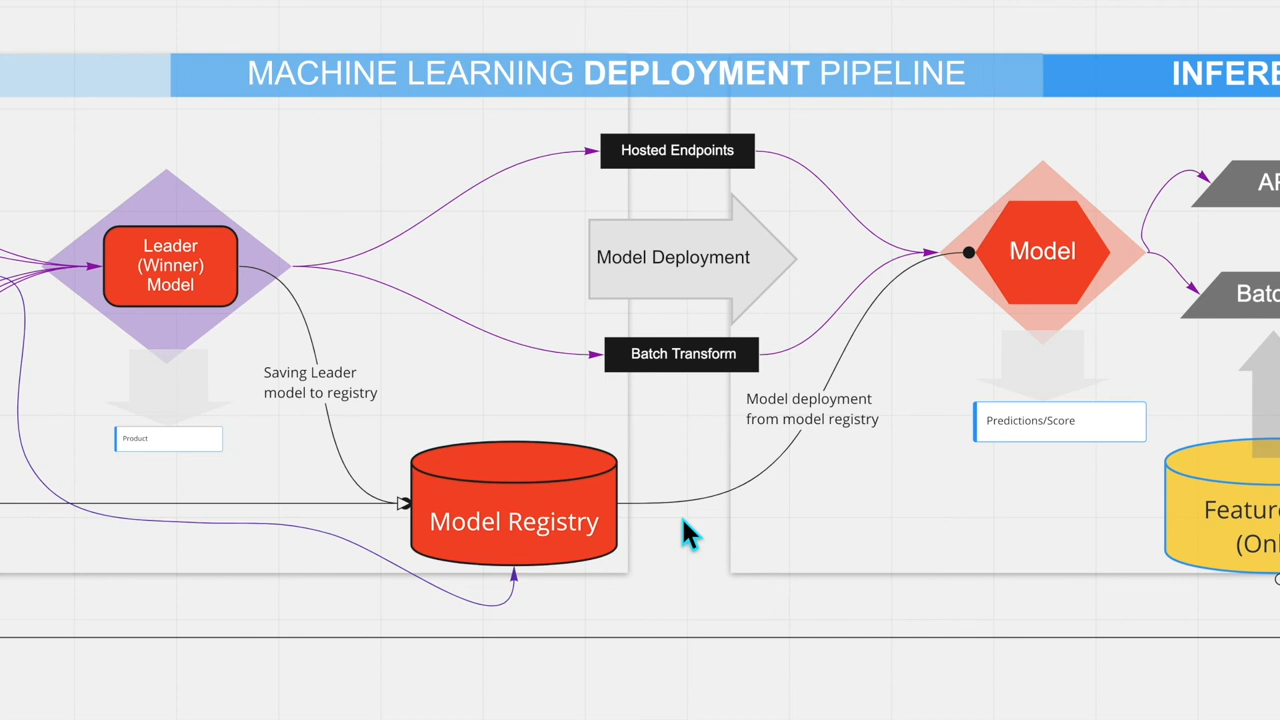 MACHINE LEARNING DEPLOYMENT PIPELINE
Hosted Endpoints
Leader
(Winner)
Model
Model Deployment
Model
Batch Transform
Saving Leader
model to registry
Model deployment
from model registry
Predictions/Score
Product
Model Registry